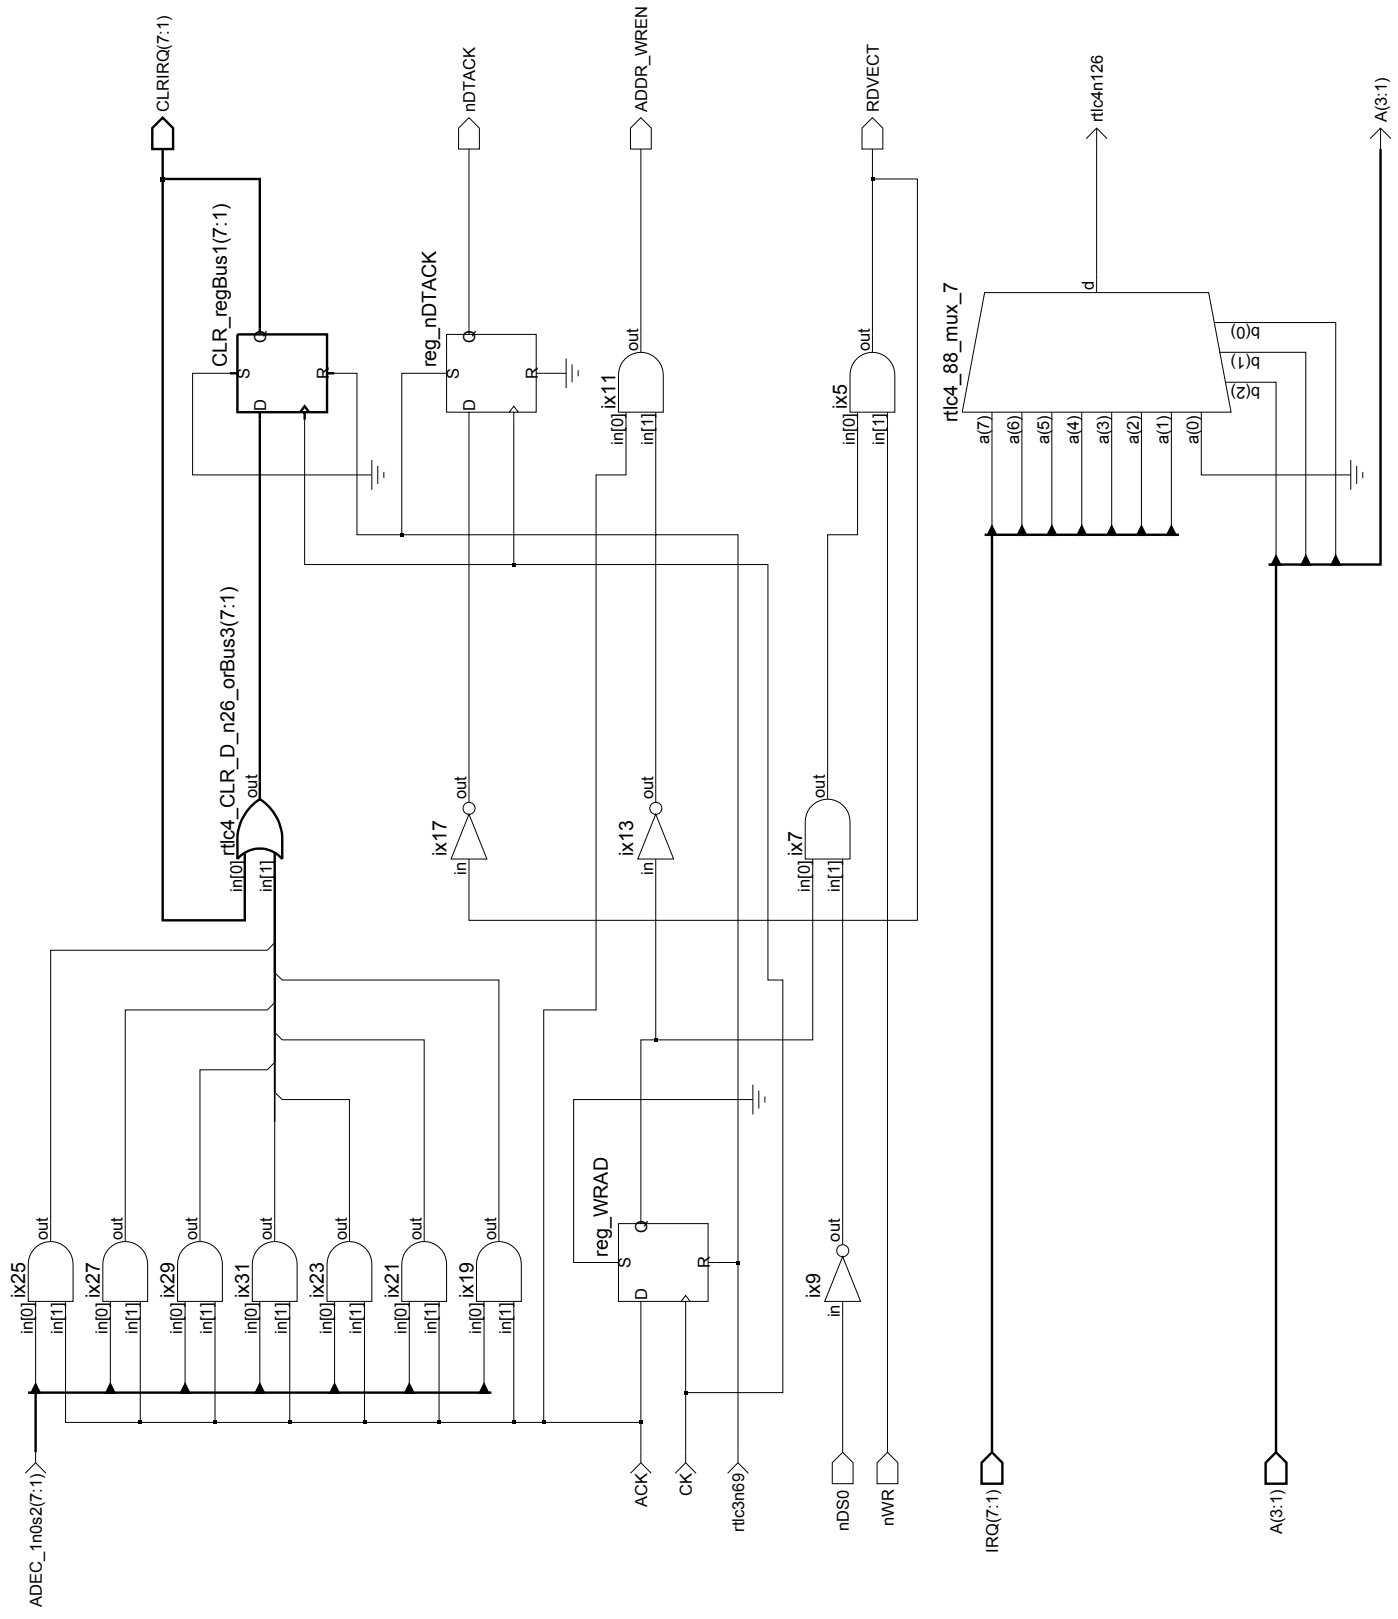 CLRIRQ(7:1)
nDTACK
ADDR_WREN
RDVECT
rtlc4n126
A(3:1)
CLR_regBus1(7:1)
S
R
D
Q
reg_nDTACK
S
R
D
Q
ix11
in[0]
in[1]
out
ix5
in[0]
in[1]
out
rtlc4_88_mux_7
a(7)
a(6)
a(5)
a(4)
a(3)
a(2)
a(1)
a(0)
b(2)
b(1)
b(0)
d
rtlc4_CLR_D_n26_orBus3(7:1)
in[0]
in[1]
out
ix17
in
out
ix13
in
out
ix7
in[0]
in[1]
out
ix25
in[0]
in[1]
out
ix27
in[0]
in[1]
out
ix29
in[0]
in[1]
out
ix31
in[0]
in[1]
out
ix23
in[0]
in[1]
out
ix21
in[0]
in[1]
out
ix19
in[0]
in[1]
out
reg_WRAD
S
R
D
Q
ix9
in
out
ADEC_1n0s2(7:1)
ACK
CK
rtlc3n69
nDS0
nWR
IRQ(7:1)
A(3:1)